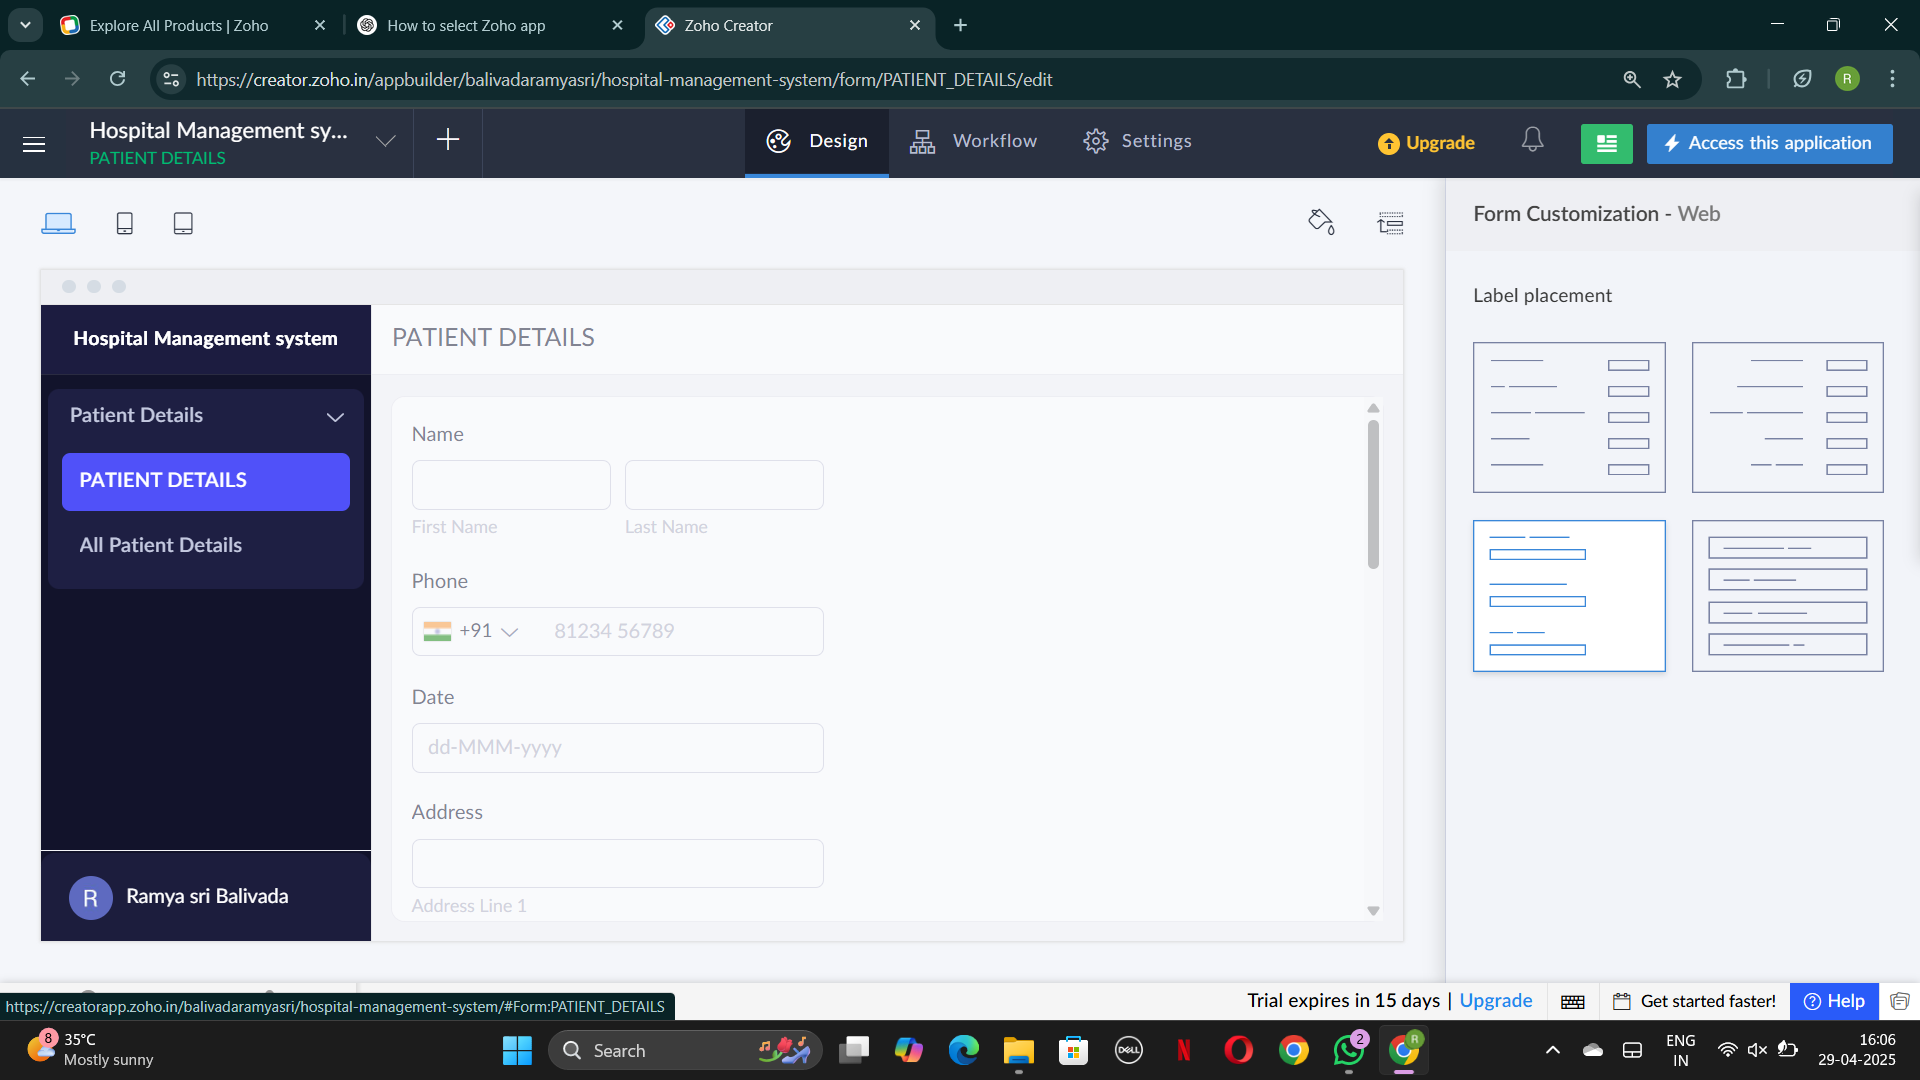 Explore All Products | Zoho
How to select Zoho app
Zoho Creator
https://creator.zoho.in/appbuilder/balivadaramyasri/hospital-management-system/form/PATIENT_DETAILS/edit
R
Hospital Management sy...
PATIENT DETAILS
Design
Workflow
Settings
Upgrade
Access this application
Form Customization - Web
Label placement
Hospital Management system
Patient Details
PATIENT DETAILS
All Patient Details
R
Ramya sri Balivada
PATIENT DETAILS
Name
First Name
Last Name
Phone
+91
81234 56789
Date
dd-MMM-yyyy
Address
Address Line 1
https://creatorapp.zoho.in/balivadaramyasri/hospital-management-system/#Form:PATIENT_DETAILS
Trial expires in 15 days | Upgrade
Get started faster!
Help
8
35°C
Mostly sunny
Search
DELL
N
2
R
ENG
IN
16:06
29-04-2025